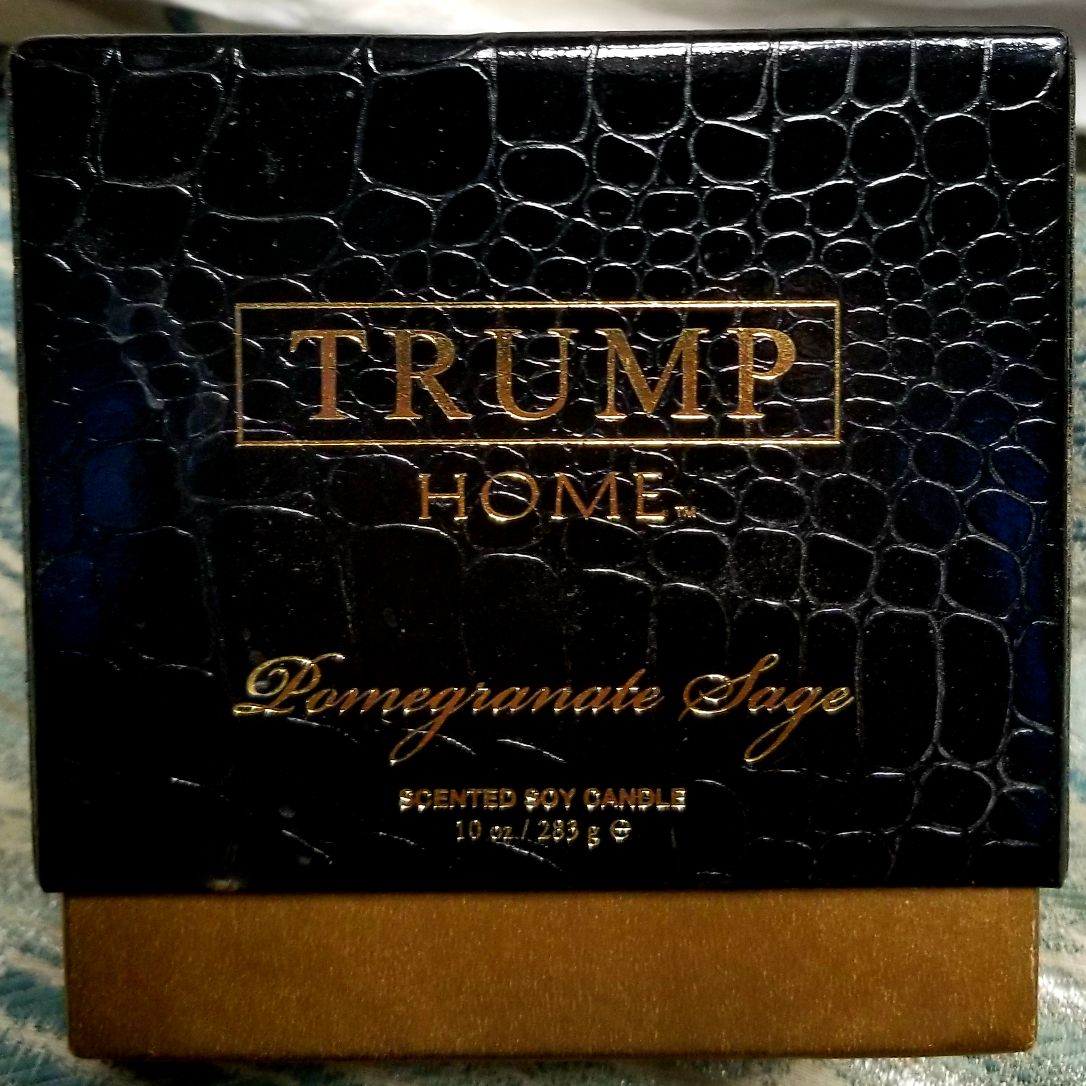 TRUMP
HOME™
Pomegranate Sage
SCENTED SOY CANDLE
10 oz / 283 g ⊕